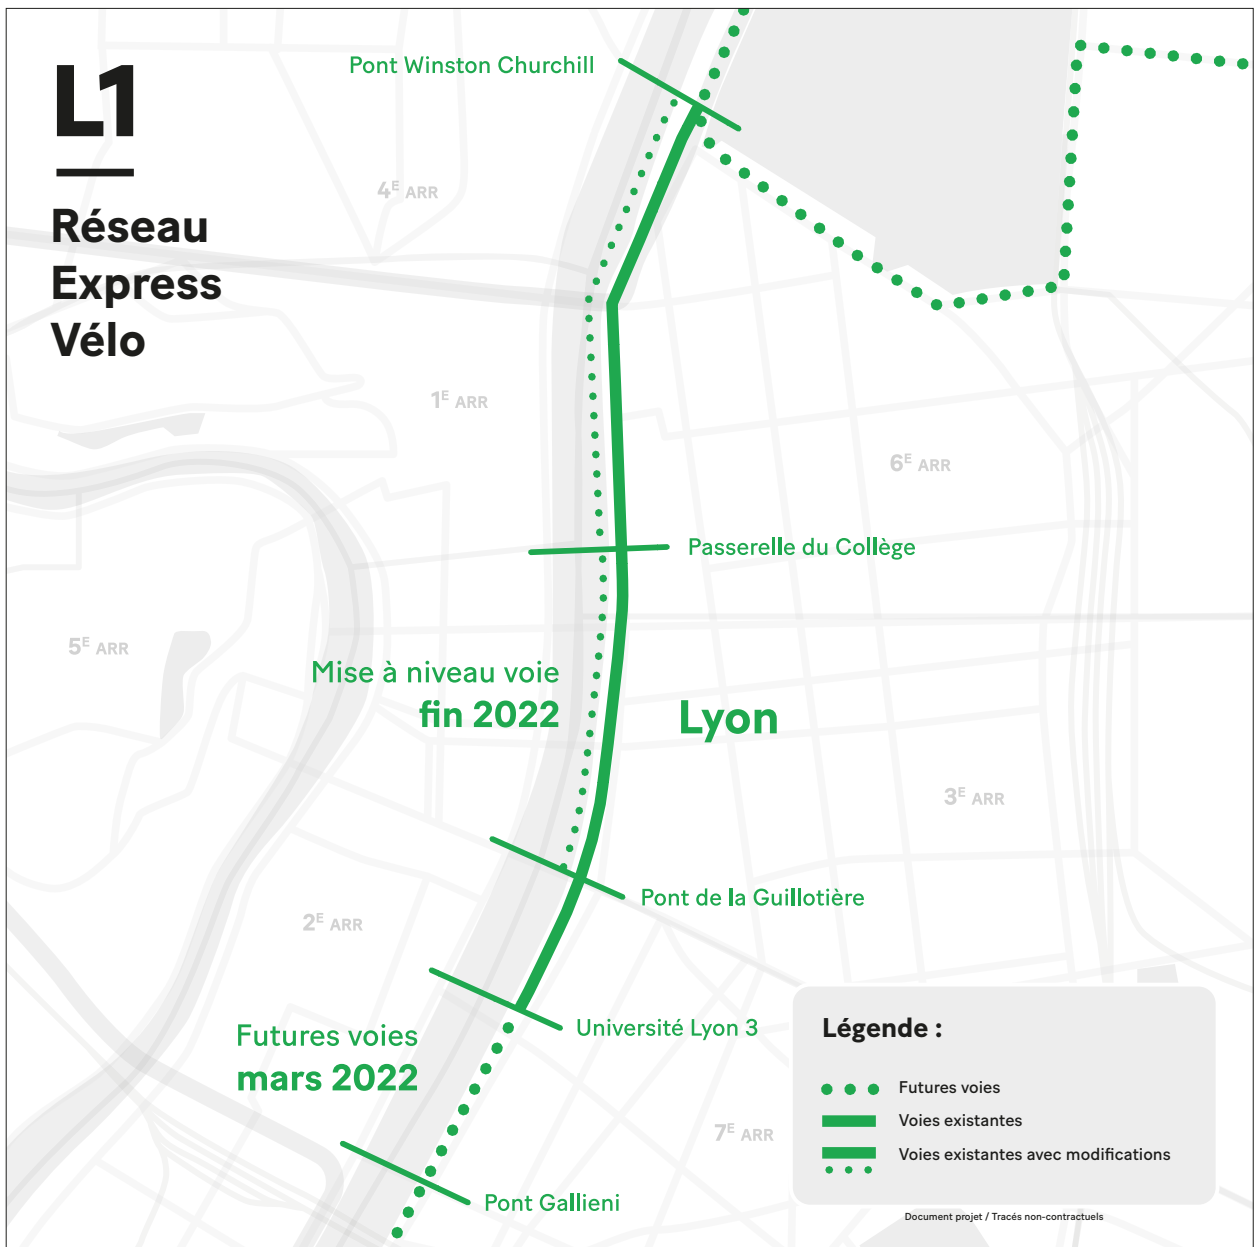 L1
Réseau
Express
Vélo
Pont Winston Churchill
4E ARR
1E ARR
6E ARR
Passerelle du Collège
5E ARR
Mise à niveau voie
fin 2022
Lyon
3E ARR
Pont de la Guillotière
2E ARR
Université Lyon 3
Futures voies
mars 2022
7E ARR
Pont Gallieni
Légende :
Futures voies
Voies existantes
Voies existantes avec modifications
Document projet / Tracés non-contractuels